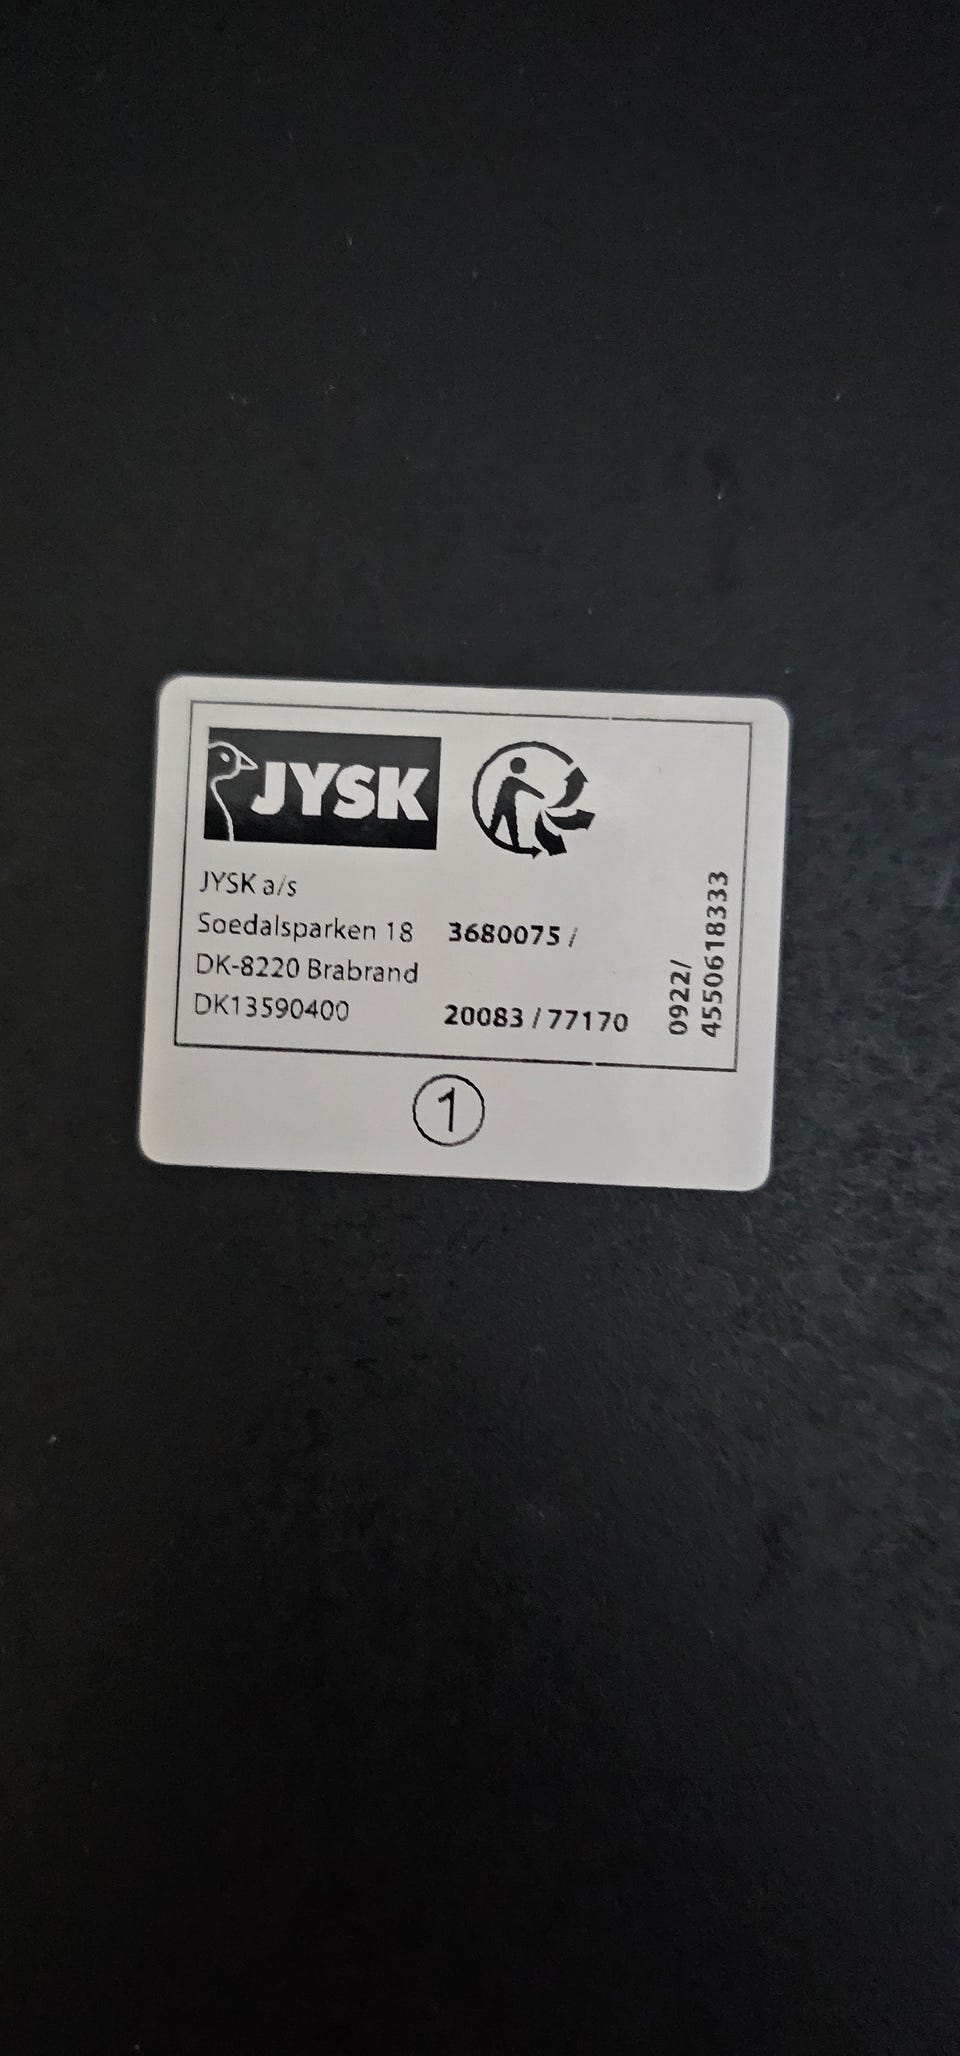 JYSK
JYSK a/s
Soedalsparken 18
DK-8220 Brabrand
DK13590400
3680075 /
20083 / 77170
0922/
4550618333
1